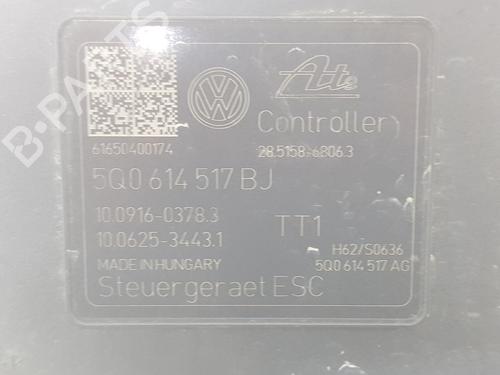 Ate
Controller
61650400174
28.5158-6806.3
5Q0 614 517 BJ
10.0916-0378.3
TT1
10.0625-3443.1
H62/S0636
MADE IN HUNGARY
5Q0 614 517 AG
Steuergeraet ESC
B-PARTS